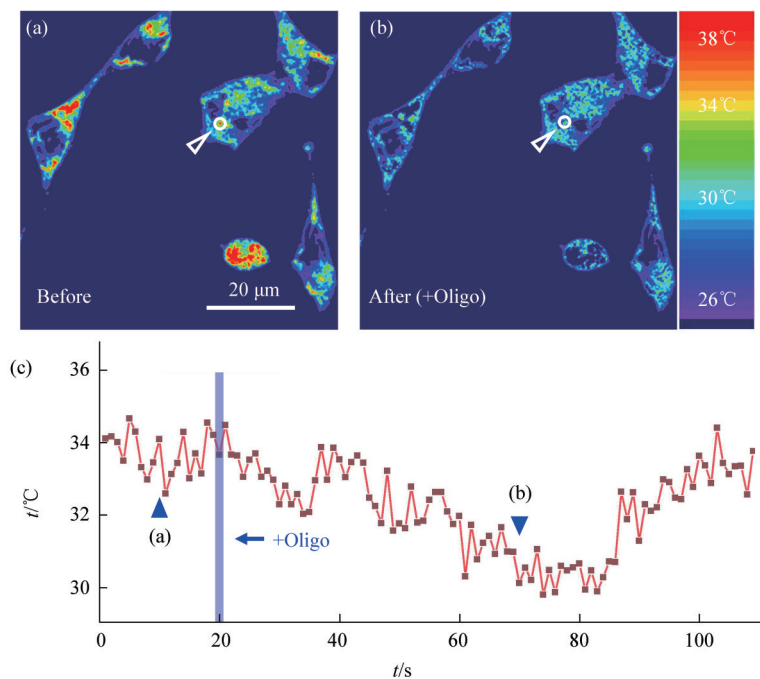 (a)
Before
20 μm
(b)
After (+Oligo)
38℃
34℃
30℃
26℃
(c)
t/℃
36
34
32
30
(a)
+Oligo
(b)
0
20
40
60
80
100
t/s